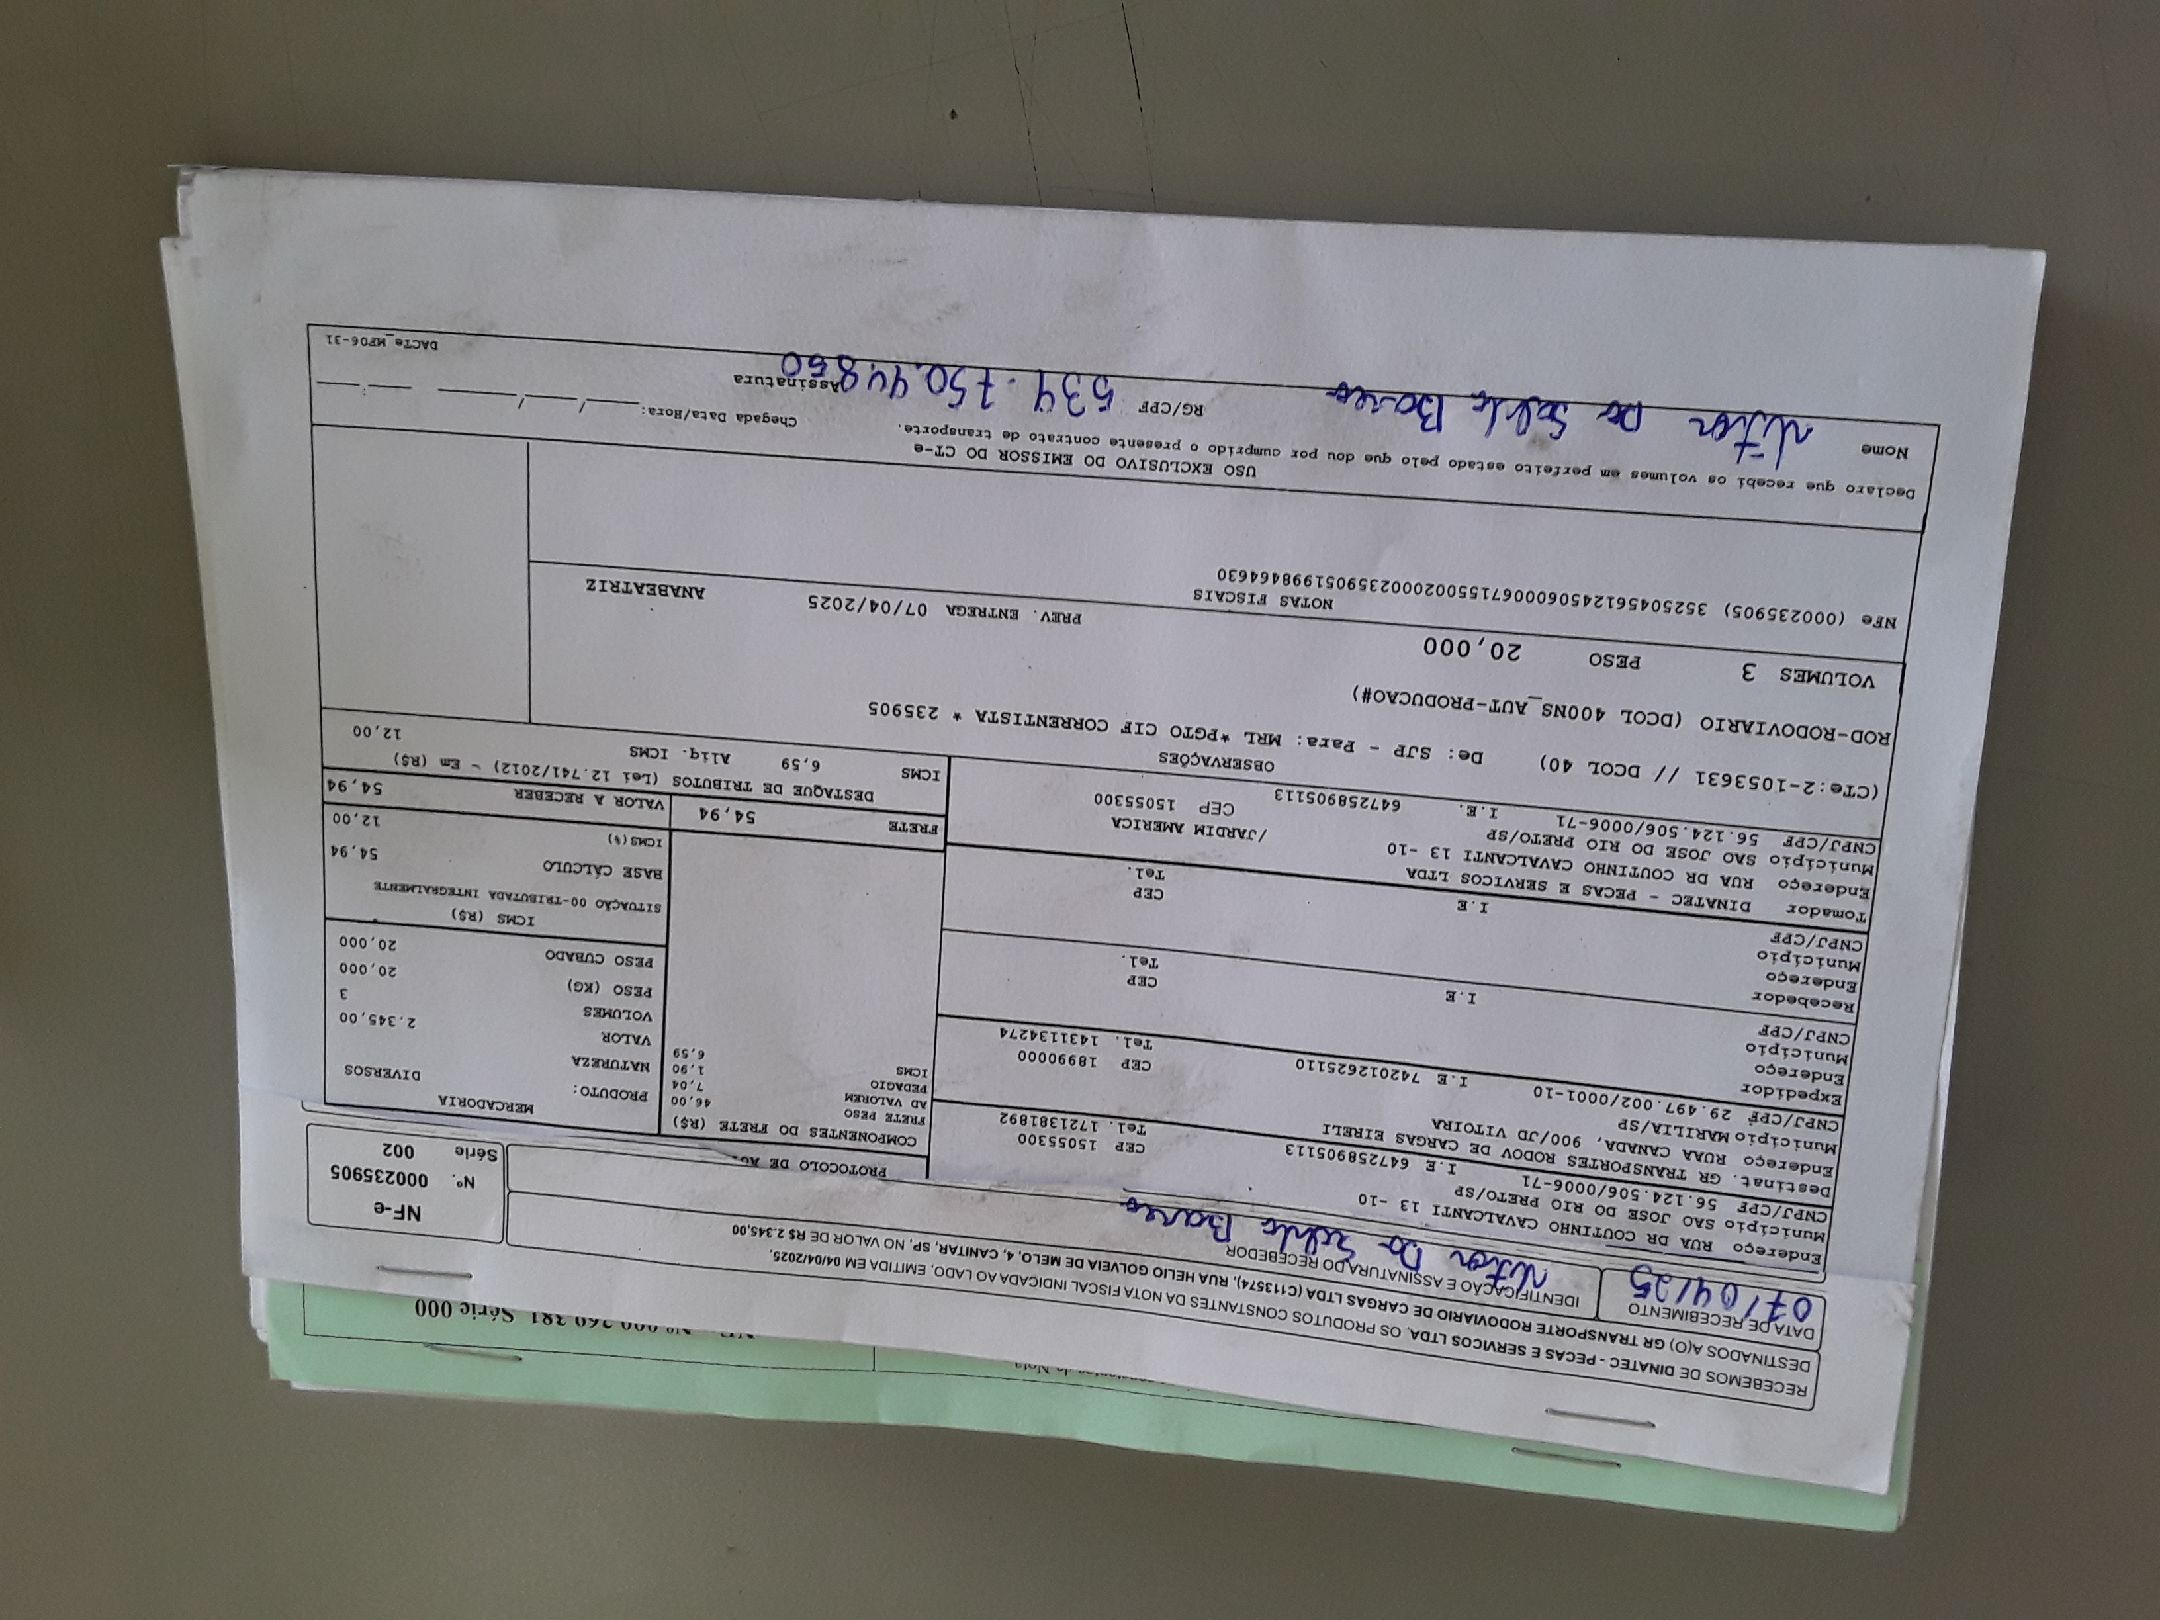 RECEBEMOS DE DINATEC - PECAS E SERVICOS LTDA, OS PRODUTOS CONSTANTES DA NOTA FISCAL INDICADA AO LADO, EMITIDA EM 04/04/2025,
DESTINADOS A(O) GR TRANSPORTE RODOVIARIO DE CARGAS LTDA (C113574), RUA HELIO GOLVEIA DE MELO, 4, CANITAR, SP, NO VALOR DE R$ 2.345,00
DATA DE RECEBIMENTO
07/04/25
IDENTIFICAÇÃO E ASSINATURA DO RECEBEDOR
NF-e
Nº. 000235905
Série 002
Endereço RUA DR COUTINHO CAVALCANTI 13 -10
Município SAO JOSE DO RIO PRETO/SP CEP 15055300
CNPJ/CPF 56.124.506/0006-71 I.E 647258905113 Tel. 1721381892
Destinat. GR TRANSPORTES RODOV DE CARGAS EIRELI
Endereço RUAA CANADA, 900/JD VITOIRA
Município MARILIA/SP CEP 18990000
CNPJ/CPF 29.497.002/0001-10 I.E 742012625110 Tel. 1431134274
Expedidor
Endereço
Município CEP
CNPJ/CPF I.E Tel.
Recebedor
Endereço
Município CEP
CNPJ/CPF I.E Tel.
Tomador DINATEC - PECAS E SERVICOS LTDA
Endereço RUA DR COUTINHO CAVALCANTI 13 -10 /JARDIM AMERICA
Município SAO JOSE DO RIO PRETO/SP CEP 15055300
CNPJ/CPF 56.124.506/0006-71 I.E. 647258905113
PROTOCOLO DE
COMPONENTES DO FRETE (R$)
FRETE PESO 46,00
AD VALOREM 7,04
PEDAGIO 1,90
ICMS 6,59
FRETE 54,94
MERCADORIA
PRODUTO: DIVERSOS
NATUREZA
VALOR 2.345,00
VOLUMES 3
PESO (KG) 20,000
PESO CUBADO 20,000
ICMS (R$)
SITUAÇÃO 00-TRIBUTADA INTEGRALMENTE
BASE CÁLCULO 54,94
ICMS(%) 12,00
VALOR A RECEBER 54,94
DESTAQUE DE TRIBUTOS (Lei 12.741/2012) - Em (R$)
ICMS 6,59 Aliq. ICMS 12,00
OBSERVAÇÕES
(CTe:2-1053631 // DCOL 40) De: SJP - Para: MRL *PGTO CIF CORRENTISTA * 235905
ROD-RODOVIARIO (DCOL 400NS_AUT-PRODUCAO#)
VOLUMES 3 PESO 20,000 PREV. ENTREGA 07/04/2025 ANABEATRIZ
NOTAS FISCAIS
NFe (000235905) 35250456124506000671550020002359051998464630
USO EXCLUSIVO DO EMISSOR DO CT-e
Declaro que recebi os volumes em perfeito estado pelo que dou por cumprido o presente contrato de transporte.
Chegada Data/Hora: / / :
Nome
RG/CPF 534.750.448.60
Assinatura
DACTe_MF06-31